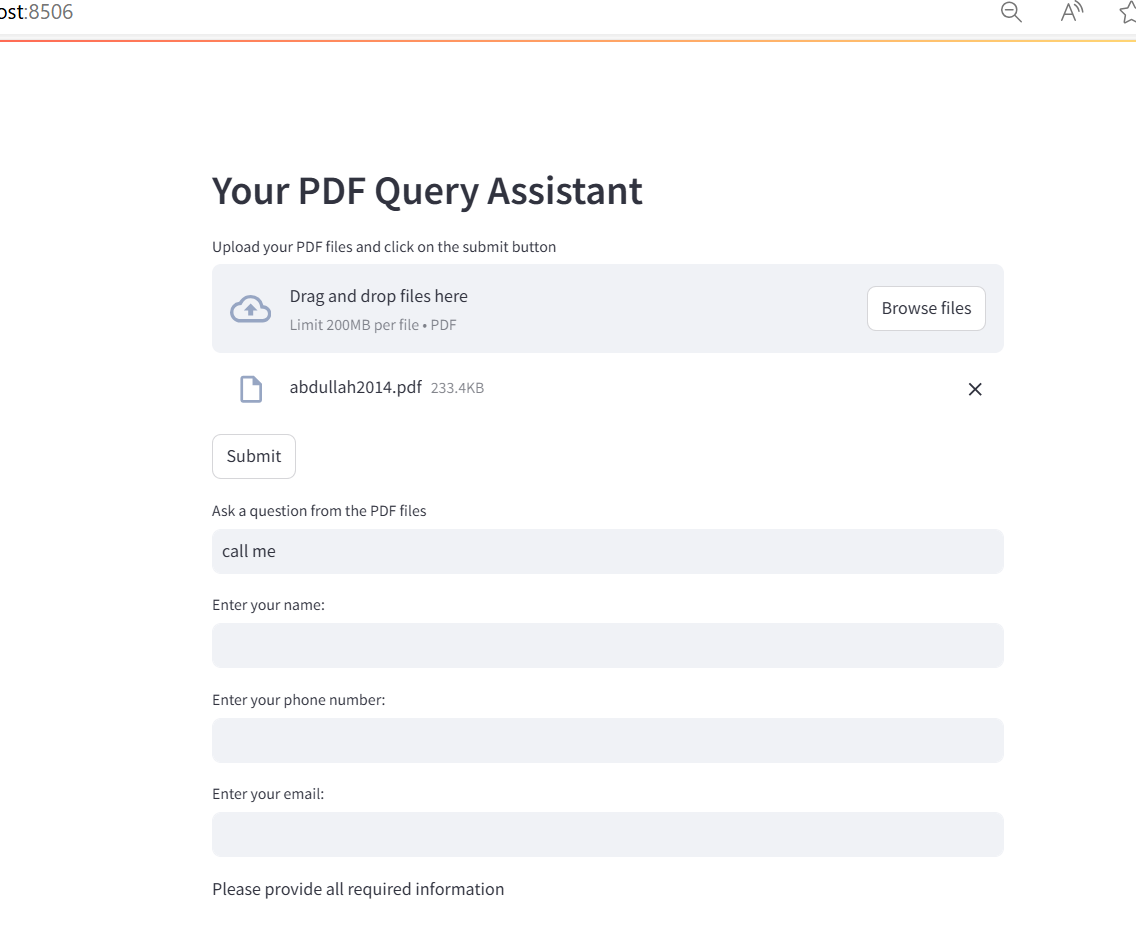 ost:8506
Your PDF Query Assistant
Upload your PDF files and click on the submit button
Drag and drop files here
Limit 200MB per file • PDF
Browse files
abdullah2014.pdf 233.4KB
Submit
Ask a question from the PDF files
call me
Enter your name:
Enter your phone number:
Enter your email:
Please provide all required information